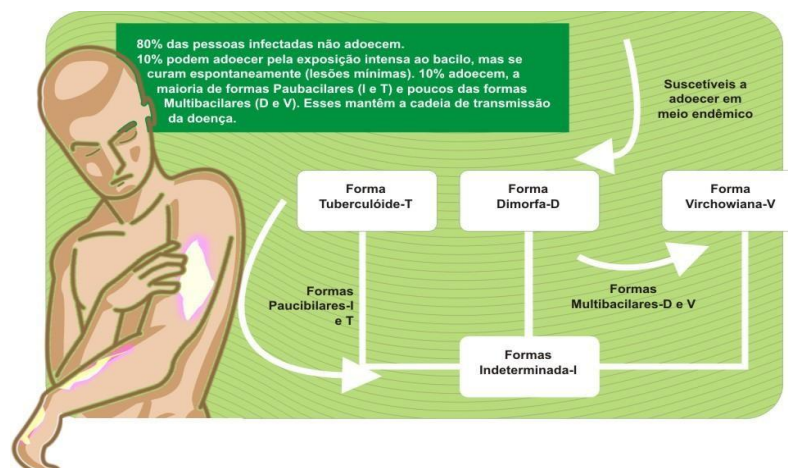 80% das pessoas infectadas não adoecem.
10% podem adoecer pela exposição intensa ao bacilo, mas se
curam espontaneamente (lesões mínimas). 10% adoecem, a
maioria de formas Paubacilares (I e T) e poucos das formas
Multibacilares (D e V). Esses mantêm a cadeia de transmissão
da doença.
Suscetíveis a
adoecer em
meio endêmico
Forma
Tuberculóide-T
Forma
Dimorfa-D
Forma
Virchowiana-V
Formas
Paucibilares-I
e T
Formas
Multibacilares-D e V
Formas
Indeterminada-I